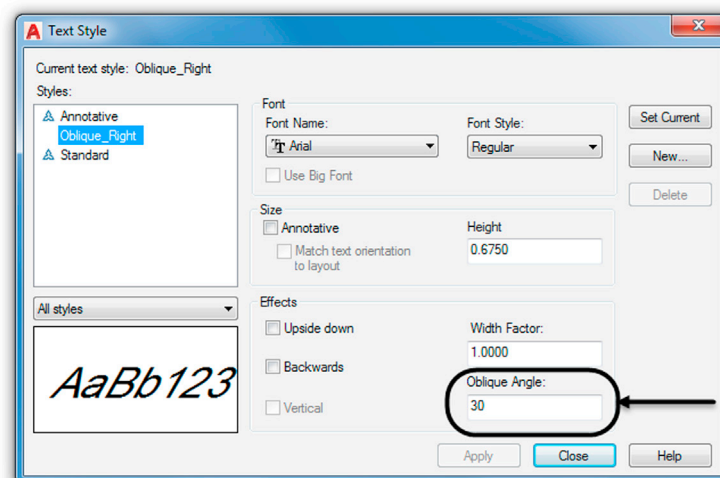 Text Style
Current text style: Oblique_Right
Styles:
Annotative
Oblique_Right
Standard
All styles
AaBb123
Font
Font Name:
Arial
Font Style:
Regular
Use Big Font
Size
Annotative
Match text orientation
to layout
Height
0.6750
Effects
Upside down
Backwards
Vertical
Width Factor:
1.0000
Oblique Angle:
30
Set Current
New...
Delete
Apply
Close
Help